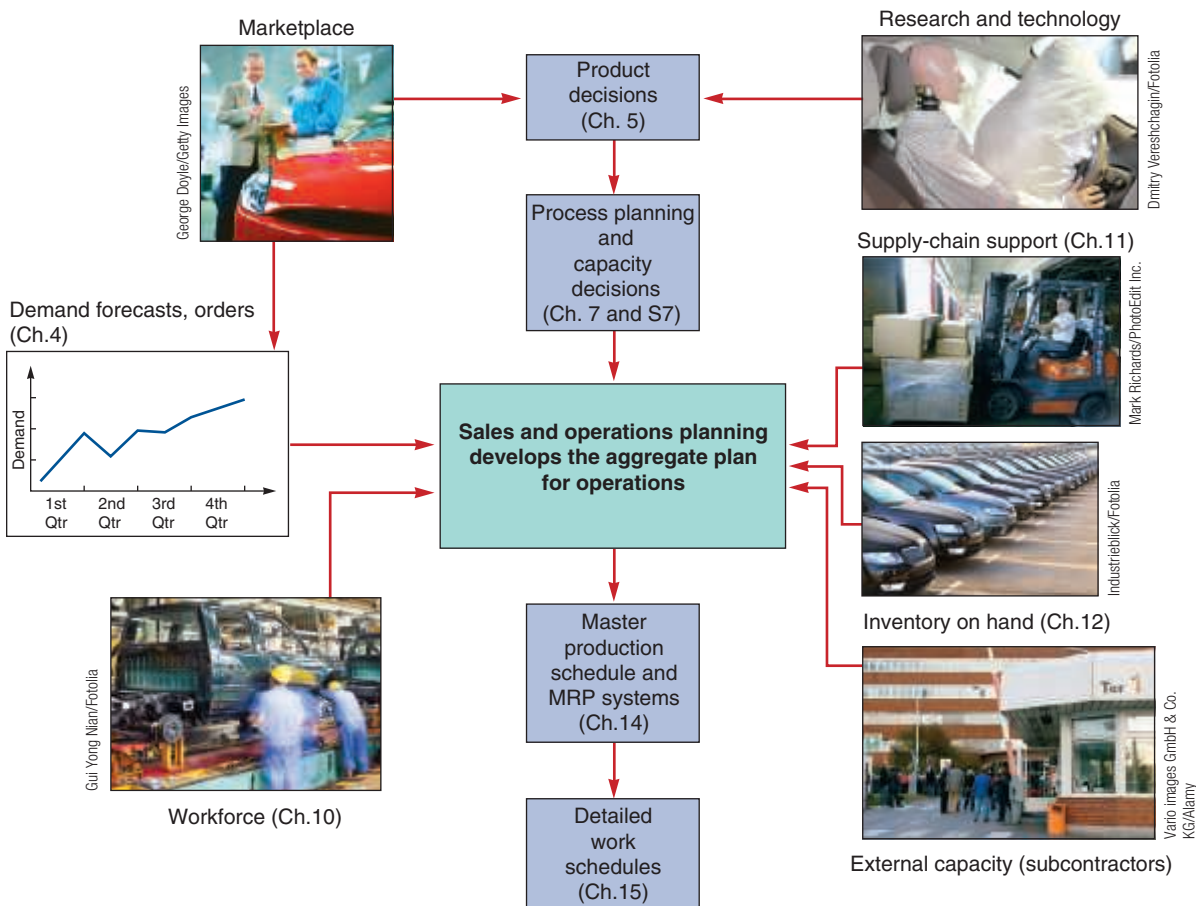 Marketplace
George Doyle/Getty Images
Product
decisions
(Ch. 5)
Research and technology
Dmitry Vereshchagin/Fotolia
Process planning
and
capacity
decisions
(Ch. 7 and S7)
Supply-chain support (Ch.11)
Mark Richards/PhotoEdit Inc.
Demand forecasts, orders
(Ch.4)
Demand
1st
Qtr
2nd
Qtr
3rd
Qtr
4th
Qtr
Sales and operations planning
develops the aggregate plan
for operations
Industrieblick/Fotolia
Inventory on hand (Ch.12)
Gui Yong Nian/Fotolia
Workforce (Ch.10)
Master
production
schedule and
MRP systems
(Ch.14)
Tor 1
Vario images GmbH & Co.
KG/Alamy
External capacity (subcontractors)
Detailed
work
schedules
(Ch.15)